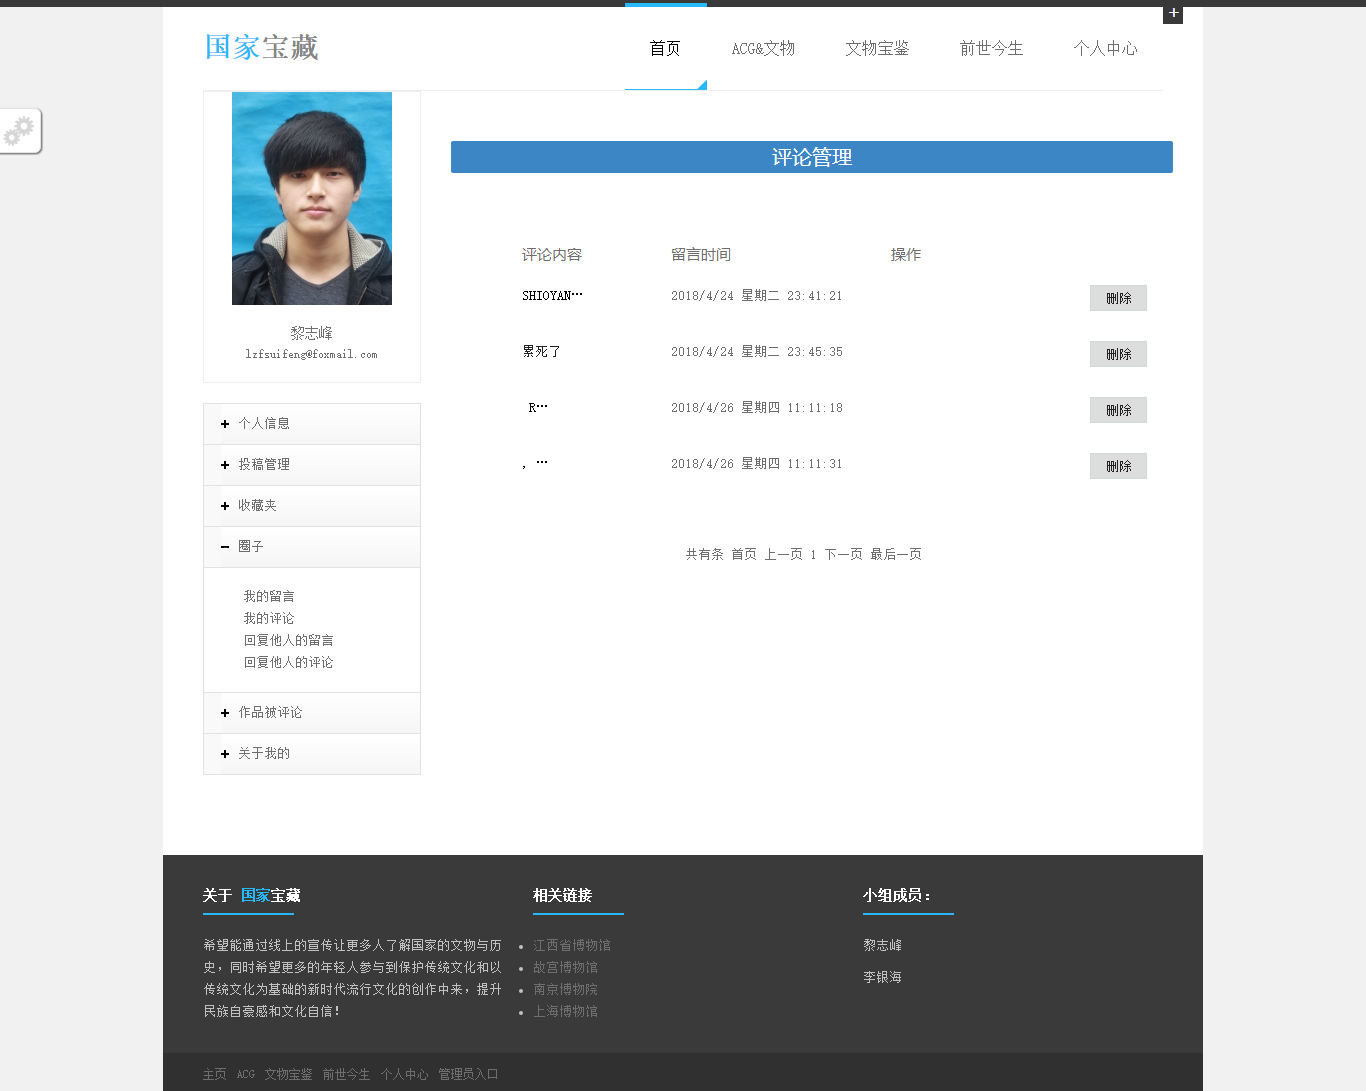 国家宝藏
首页 ACG&文物 文物宝鉴 前世今生 个人中心
+
黎志峰
lzfsuifeng@foxmail.com
个人信息
投稿管理
收藏夹
圈子
我的留言
我的评论
回复他人的留言
回复他人的评论
作品被评论
关于我的
评论管理
评论内容 留言时间 操作
SHIOYAN… 2018/4/24 星期二 23:41:21 删除
累死了 2018/4/24 星期二 23:45:35 删除
R… 2018/4/26 星期四 11:11:18 删除
, … 2018/4/26 星期四 11:11:31 删除
共有条 首页 上一页 1 下一页 最后一页
关于 国家宝藏
希望能通过线上的宣传让更多人了解国家的文物与历
史，同时希望更多的年轻人参与到保护传统文化和以
传统文化为基础的新时代流行文化的创作中来，提升
民族自豪感和文化自信！
相关链接
江西省博物馆
故宫博物馆
南京博物院
上海博物馆
小组成员：
黎志峰
李银海
主页 ACG 文物宝鉴 前世今生 个人中心 管理员入口